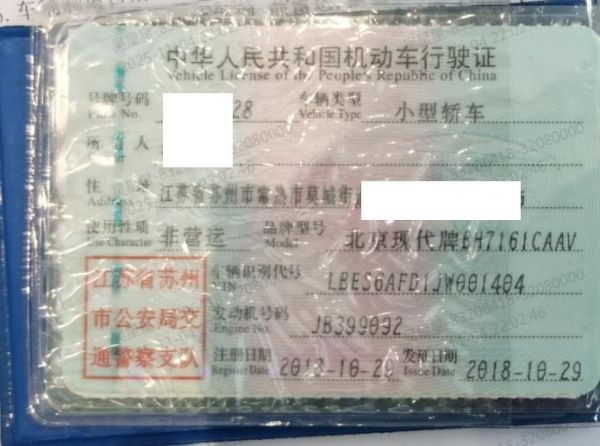 中华人民共和国机动车行驶证
Vehicle License of the People's Republic of China
号牌号码 28 车辆类型 小型轿车
Plate No. Vehicle Type
所 人
住
Address 江苏省苏州市常熟市莫城街
使用性质 非营运 品牌型号 北京现代牌BH7161CAAV
Use Character Model
江苏省苏州 车辆识别代号 LBES6AFD1JW001404
VIN
市公安局交 发动机号码 JB399092
Engine No.
通警察支队 注册日期 2018-10-29 发证日期 2018-10-29
Register Date Issue Date